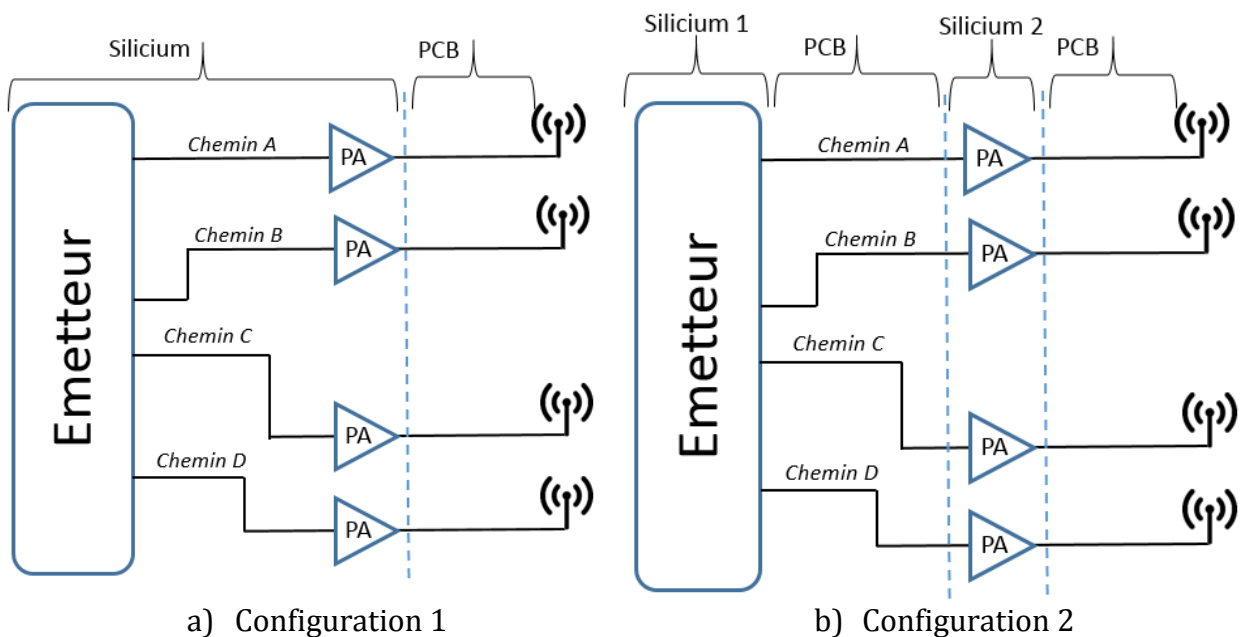 Silicium
PCB
Chemin A
PA
Chemin B
PA
Emetteur
Chemin C
PA
Chemin D
PA
a) Configuration 1
Silicium 1
PCB
Silicium 2
PCB
Chemin A
PA
Chemin B
PA
Emetteur
Chemin C
PA
Chemin D
PA
b) Configuration 2